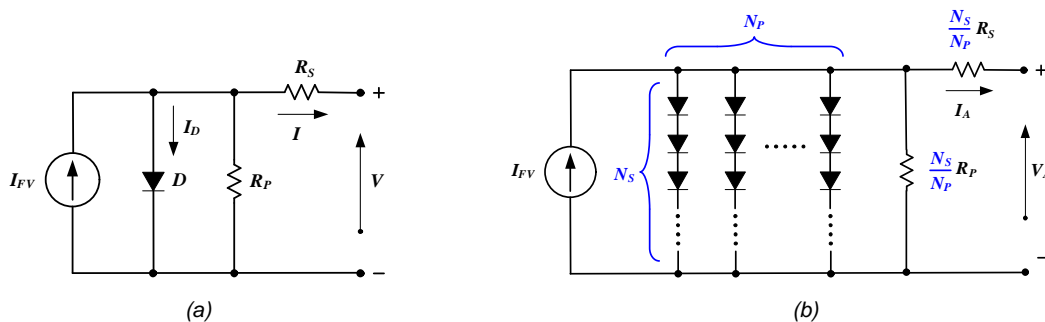 R_S
I_D
I
+
I_FV
D
R_P
V
−
(a)
N_P
N_S/N_P R_S
+
I_A
N_S
I_FV
N_S/N_P R_P
−
(b)